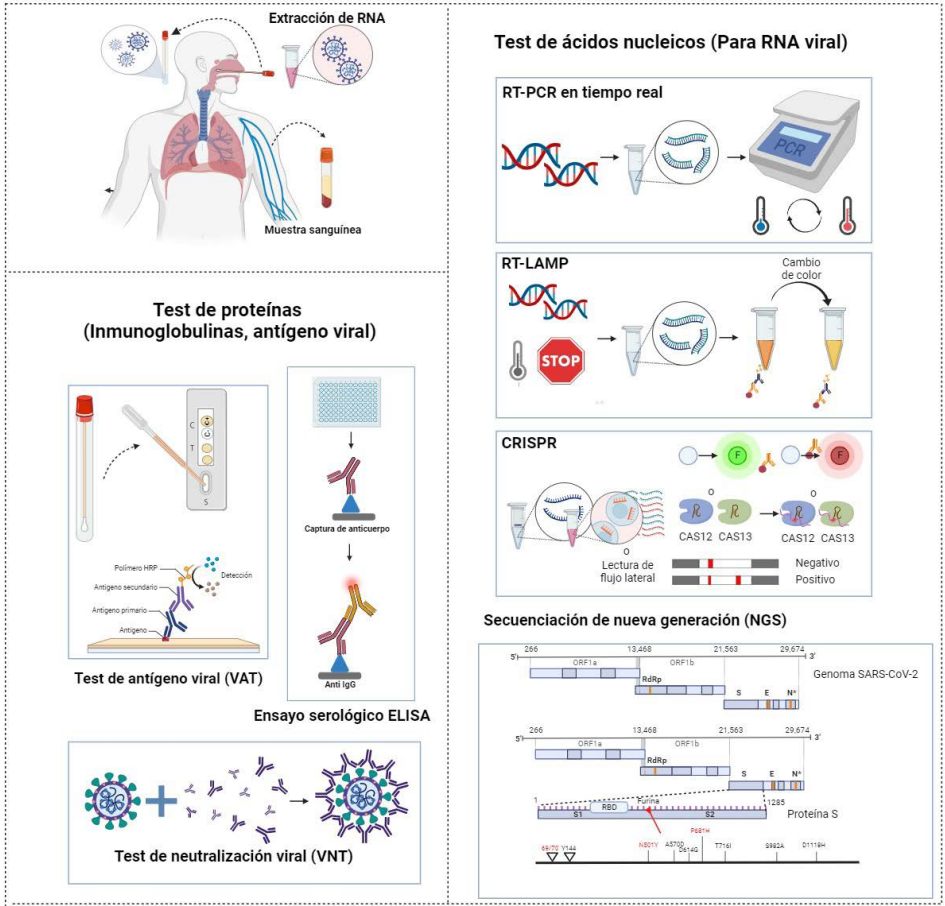 Extracción de RNA
Muestra sanguínea
Test de proteínas
(Inmunoglobulinas, antígeno viral)
C
T
S
Polímero HRP
Detección
Antigeno secundario
Antigeno primario
Antígeno
Test de antígeno viral (VAT)
Captura de anticuerpo
Anti IgG
Ensayo serológico ELISA
Test de neutralización viral (VNT)
Test de ácidos nucleicos (Para RNA viral)
RT-PCR en tiempo real
PCR
RT-LAMP
STOP
Cambio
de color
CRISPR
F
F
O
O
CAS12 CAS13
CAS12 CAS13
O
Lectura de
flujo lateral
Negativo
Positivo
Secuenciación de nueva generación (NGS)
266 13,468 21,563 29,674
5' 3'
ORF1a ORF1b
Genoma SARS-CoV-2
RdRp
S E N*
266 13,468 21,563 29,674
5' 3'
ORF1a ORF1b
RdRp
S E N*
1 Furina 1285
RBD
S1 S2
Proteína S
P681H
69/70 Y144 N501Y A570D D614G T716I S982A D1118H